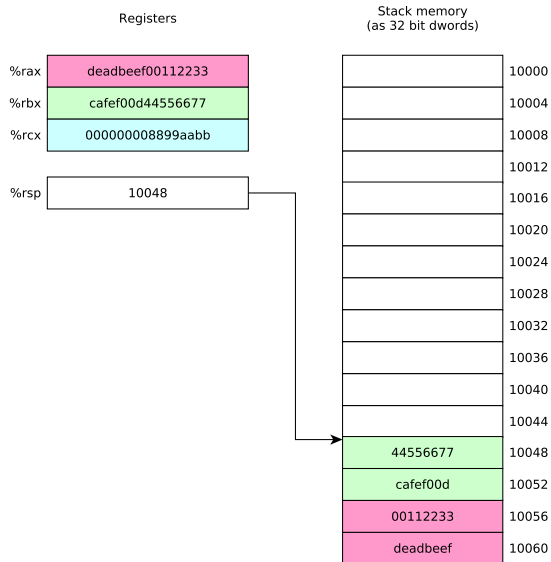 Registers
Stack memory
(as 32 bit dwords)
%rax deadbeef00112233
%rbx cafef00d44556677
%rcx 000000008899aabb
%rsp 10048
10000
10004
10008
10012
10016
10020
10024
10028
10032
10036
10040
10044
44556677 10048
cafef00d 10052
00112233 10056
deadbeef 10060